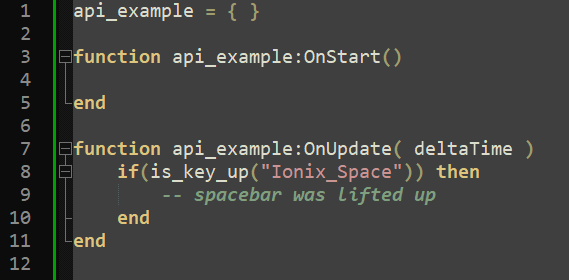 1 api_example = { }
2
3 function api_example:OnStart()
4
5 end
6
7 function api_example:OnUpdate( deltaTime )
8     if(is_key_up("Ionix_Space")) then
9         -- spacebar was lifted up
10     end
11 end
12